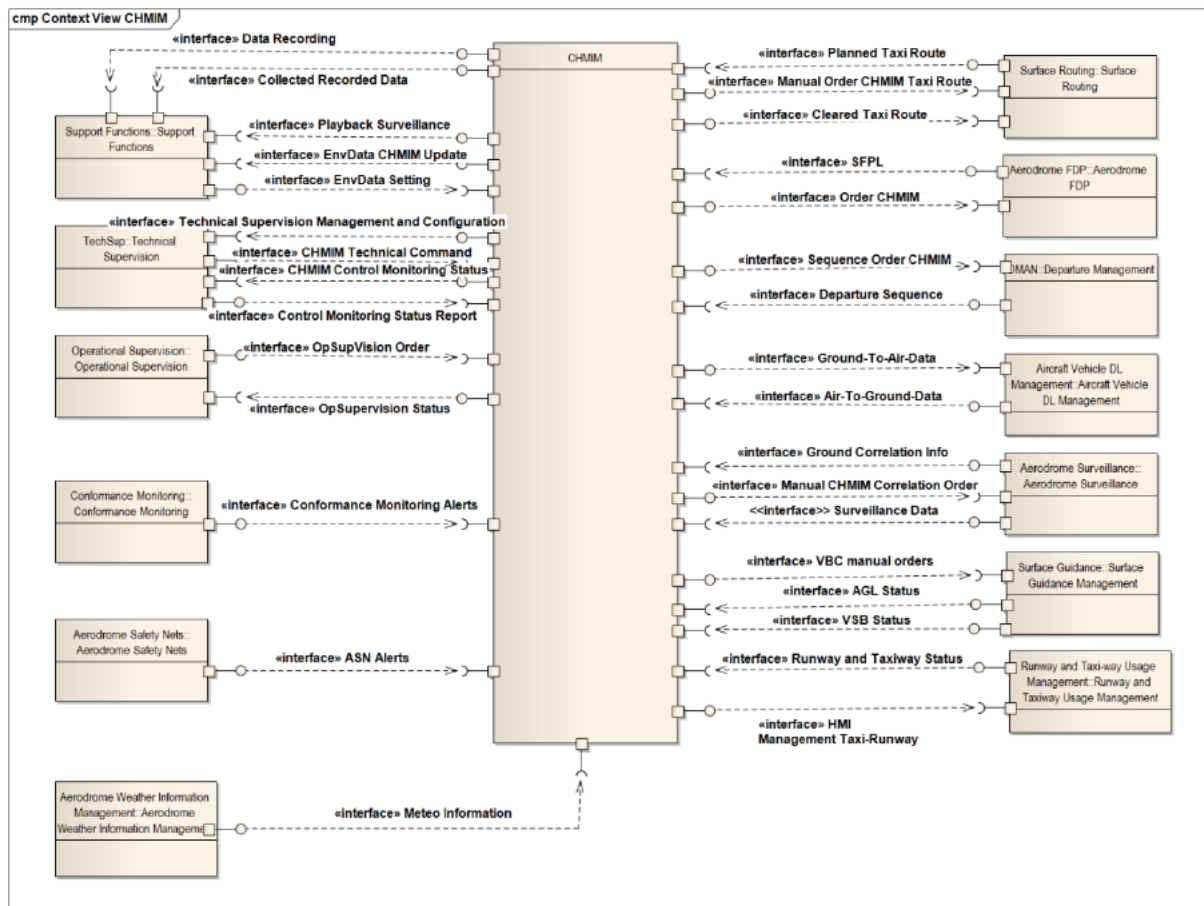 cmp Context View CHMIM
«interface» Data Recording
«interface» Collected Recorded Data
Support Functions::Support
Functions
«interface» Playback Surveillance
«interface» EnvData CHMIM Update
«interface» EnvData Setting
«interface» Technical Supervision Management and Configuration
TechSup::Technical
Supervision
«interface» CHMIM Technical Command
«interface» CHMIM Control Monitoring Status
«interface» Control Monitoring Status Report
Operational Supervision::
Operational Supervision
«interface» OpSupVision Order
«interface» OpSupervision Status
Conformance Monitoring::
Conformance Monitoring
«interface» Conformance Monitoring Alerts
Aerodrome Safety Nets::
Aerodrome Safety Nets
«interface» ASN Alerts
Aerodrome Weather Information
Management::Aerodrome
Weather Information Manageme
«interface» Meteo Information
CHMIM
«interface» Planned Taxi Route
«interface» Manual Order CHMIM Taxi Route
«interface» Cleared Taxi Route
Surface Routing::Surface
Routing
«interface» SFPL
«interface» Order CHMIM
Aerodrome FDP::Aerodrome
FDP
«interface» Sequence Order CHMIM
«interface» Departure Sequence
DMAN::Departure Management
«interface» Ground-To-Air-Data
«interface» Air-To-Ground-Data
Aircraft Vehicle DL
Management::Aircraft Vehicle
DL Management
«interface» Ground Correlation Info
«interface» Manual CHMIM Correlation Order
<<interface>> Surveillance Data
Aerodrome Surveillance::
Aerodrome Surveillance
«interface» VBC manual orders
«interface» AGL Status
«interface» VSB Status
Surface Guidance::Surface
Guidance Management
«interface» Runway and Taxiway Status
«interface» HMI
Management Taxi-Runway
Runway and Taxi-way Usage
Management::Runway and
Taxiway Usage Management